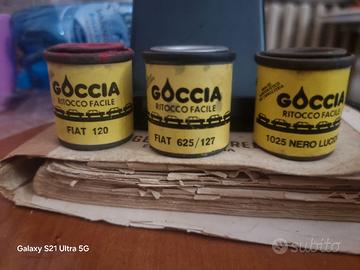 GOCCIA
RITOCCO FACILE
FIAT 120
GOCCIA
RITOCCO FACILE
FIAT 625/127
GOCCIA
RITOCCO FACILE
1025 NERO LUCIDO
Galaxy S21 Ultra 5G
subito